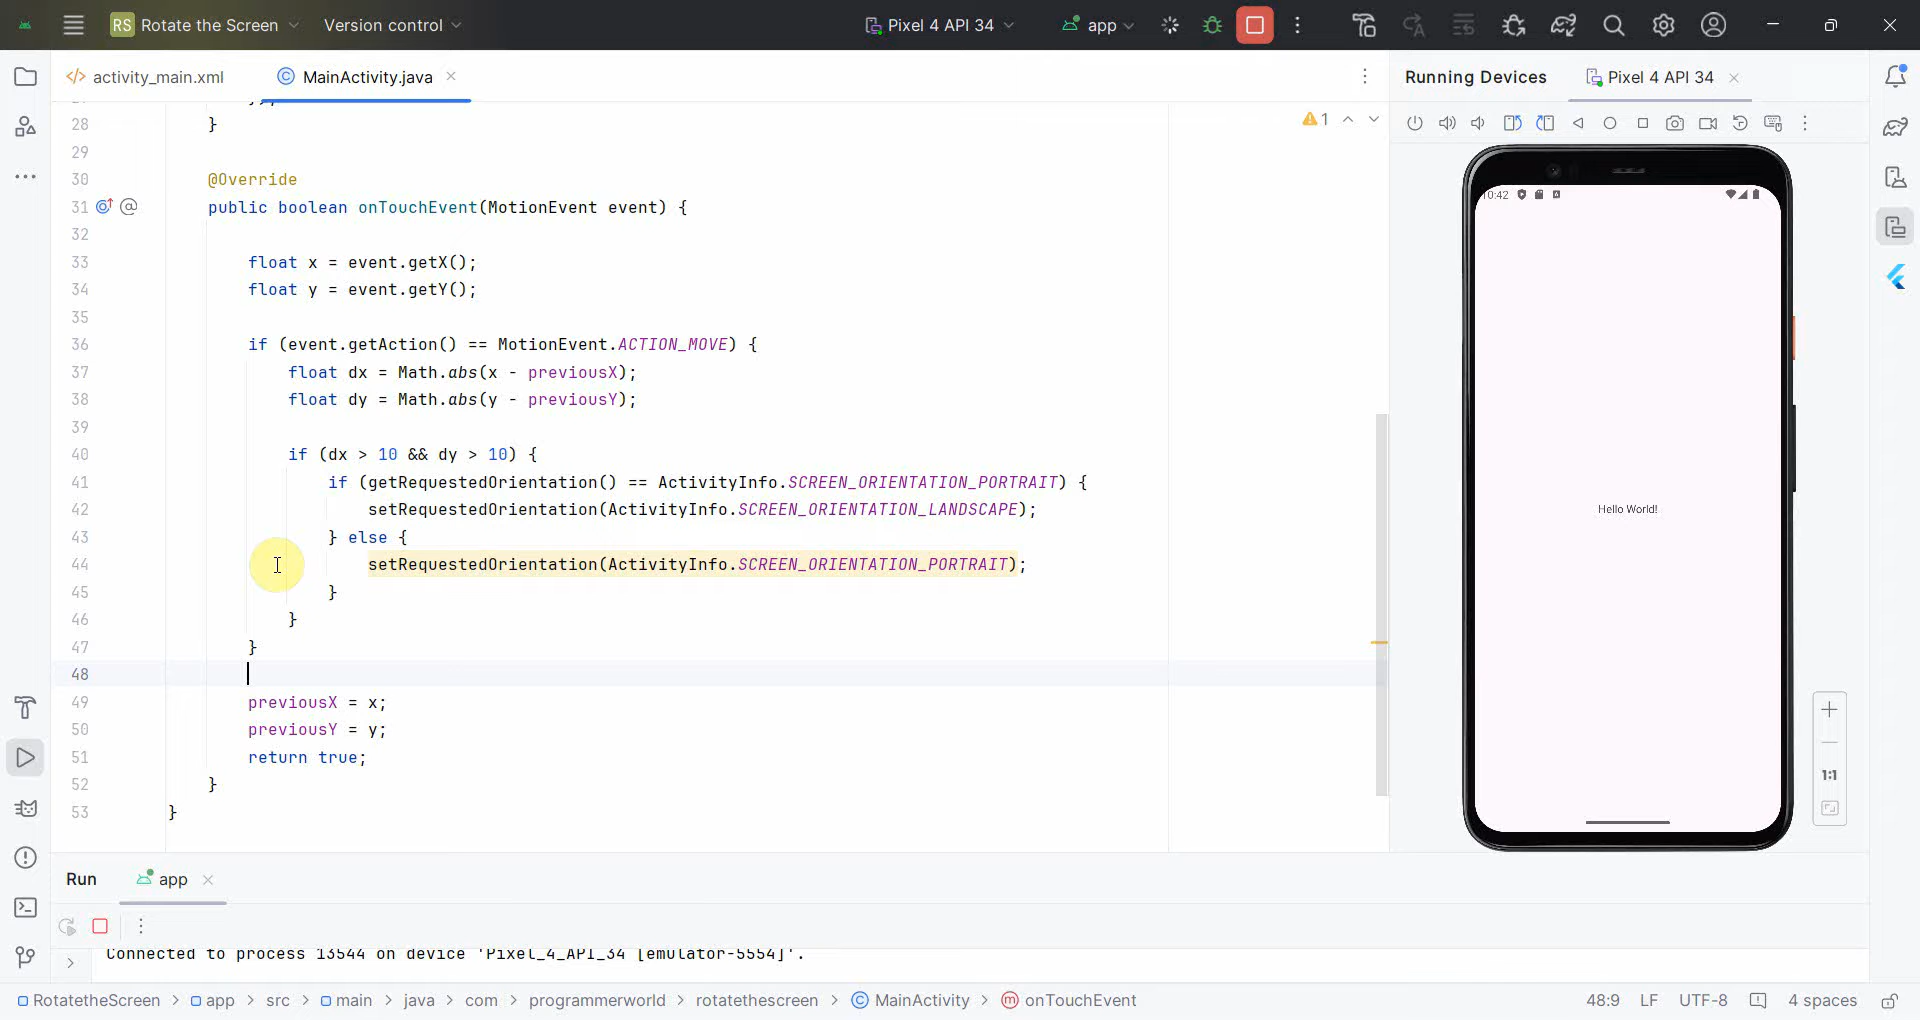 RS Rotate the Screen Version control Pixel 4 API 34 app
activity_main.xml MainActivity.java Running Devices Pixel 4 API 34
28 }
1
29
30 @Override
31 public boolean onTouchEvent(MotionEvent event) {
32
33 float x = event.getX();
34 float y = event.getY();
35
36 if (event.getAction() == MotionEvent.ACTION_MOVE) {
37 float dx = Math.abs(x - previousX);
38 float dy = Math.abs(y - previousY);
39
40 if (dx > 10 && dy > 10) {
41 if (getRequestedOrientation() == ActivityInfo.SCREEN_ORIENTATION_PORTRAIT) {
42 setRequestedOrientation(ActivityInfo.SCREEN_ORIENTATION_LANDSCAPE);
43 } else {
44 setRequestedOrientation(ActivityInfo.SCREEN_ORIENTATION_PORTRAIT);
45 }
46 }
47 }
48
49 previousX = x;
50 previousY = y;
51 return true;
52 }
53 }
10:42
Hello World!
1:1
Run app
Connected to process 13544 on device 'Pixel_4_API_34 [emulator-5554]'.
RotatetheScreen > app > src > main > java > com > programmerworld > rotatethescreen > MainActivity > onTouchEvent 48:9 LF UTF-8 4 spaces